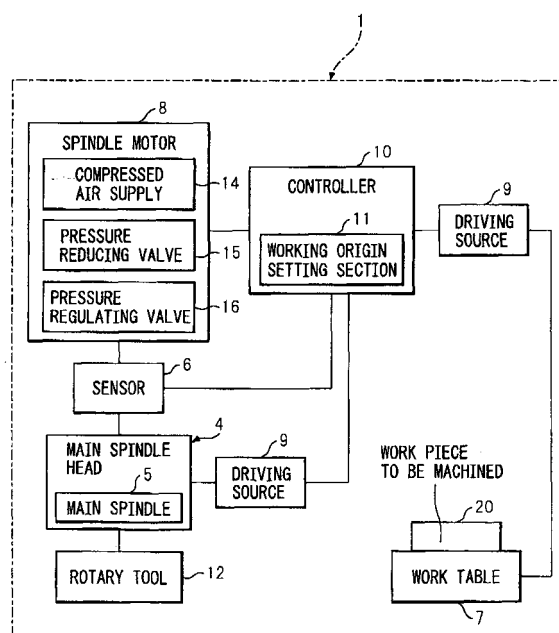 1
8
SPINDLE MOTOR
COMPRESSED
AIR SUPPLY
14
PRESSURE
REDUCING VALVE
15
PRESSURE
REGULATING VALVE
16
10
CONTROLLER
11
WORKING ORIGIN
SETTING SECTION
9
DRIVING
SOURCE
6
SENSOR
4
MAIN SPINDLE
HEAD
5
MAIN SPINDLE
9
DRIVING
SOURCE
ROTARY TOOL
12
WORK PIECE
TO BE MACHINED
20
WORK TABLE
7